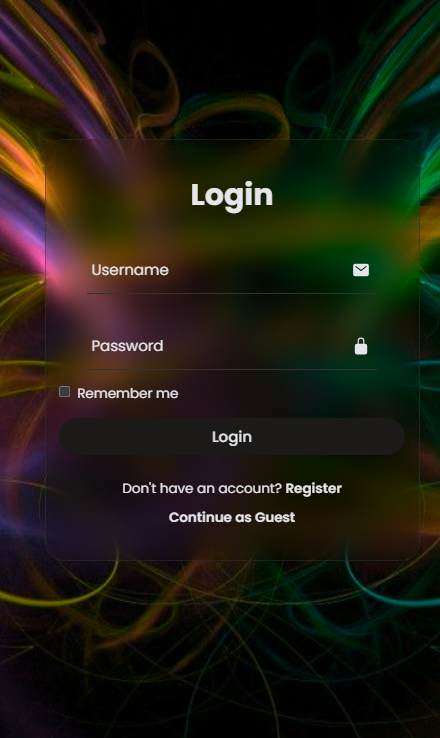 Login
Username
Password
Remember me
Login
Don't have an account? Register
Continue as Guest